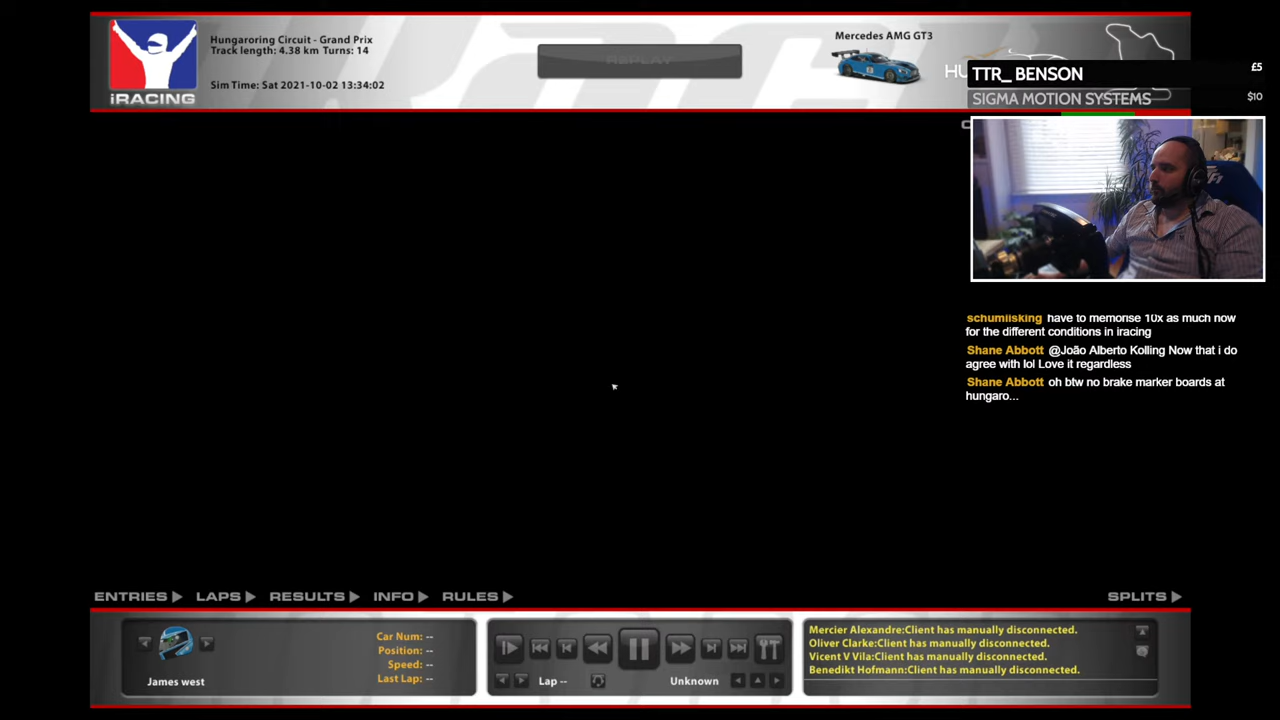 Hungaroring Circuit - Grand Prix
Track length: 4.38 km Turns: 14
Sim Time: Sat 2021-10-02 13:34:02
iRACING
REPLAY
Mercedes AMG GT3
HU
TTR_ BENSON
£5
SIGMA MOTION SYSTEMS
$10
schumiisking have to memorise 10x as much now
for the different conditions in iracing
Shane Abbott @João Alberto Kolling Now that i do
agree with lol Love it regardless
Shane Abbott oh btw no brake marker boards at
hungaro...
ENTRIES LAPS RESULTS INFO RULES
SPLITS
James west
Car Num: --
Position: --
Speed: --
Last Lap: --
Lap --
Unknown
Mercier Alexandre:Client has manually disconnected.
Oliver Clarke:Client has manually disconnected.
Vicent V Vila:Client has manually disconnected.
Benedikt Hofmann:Client has manually disconnected.